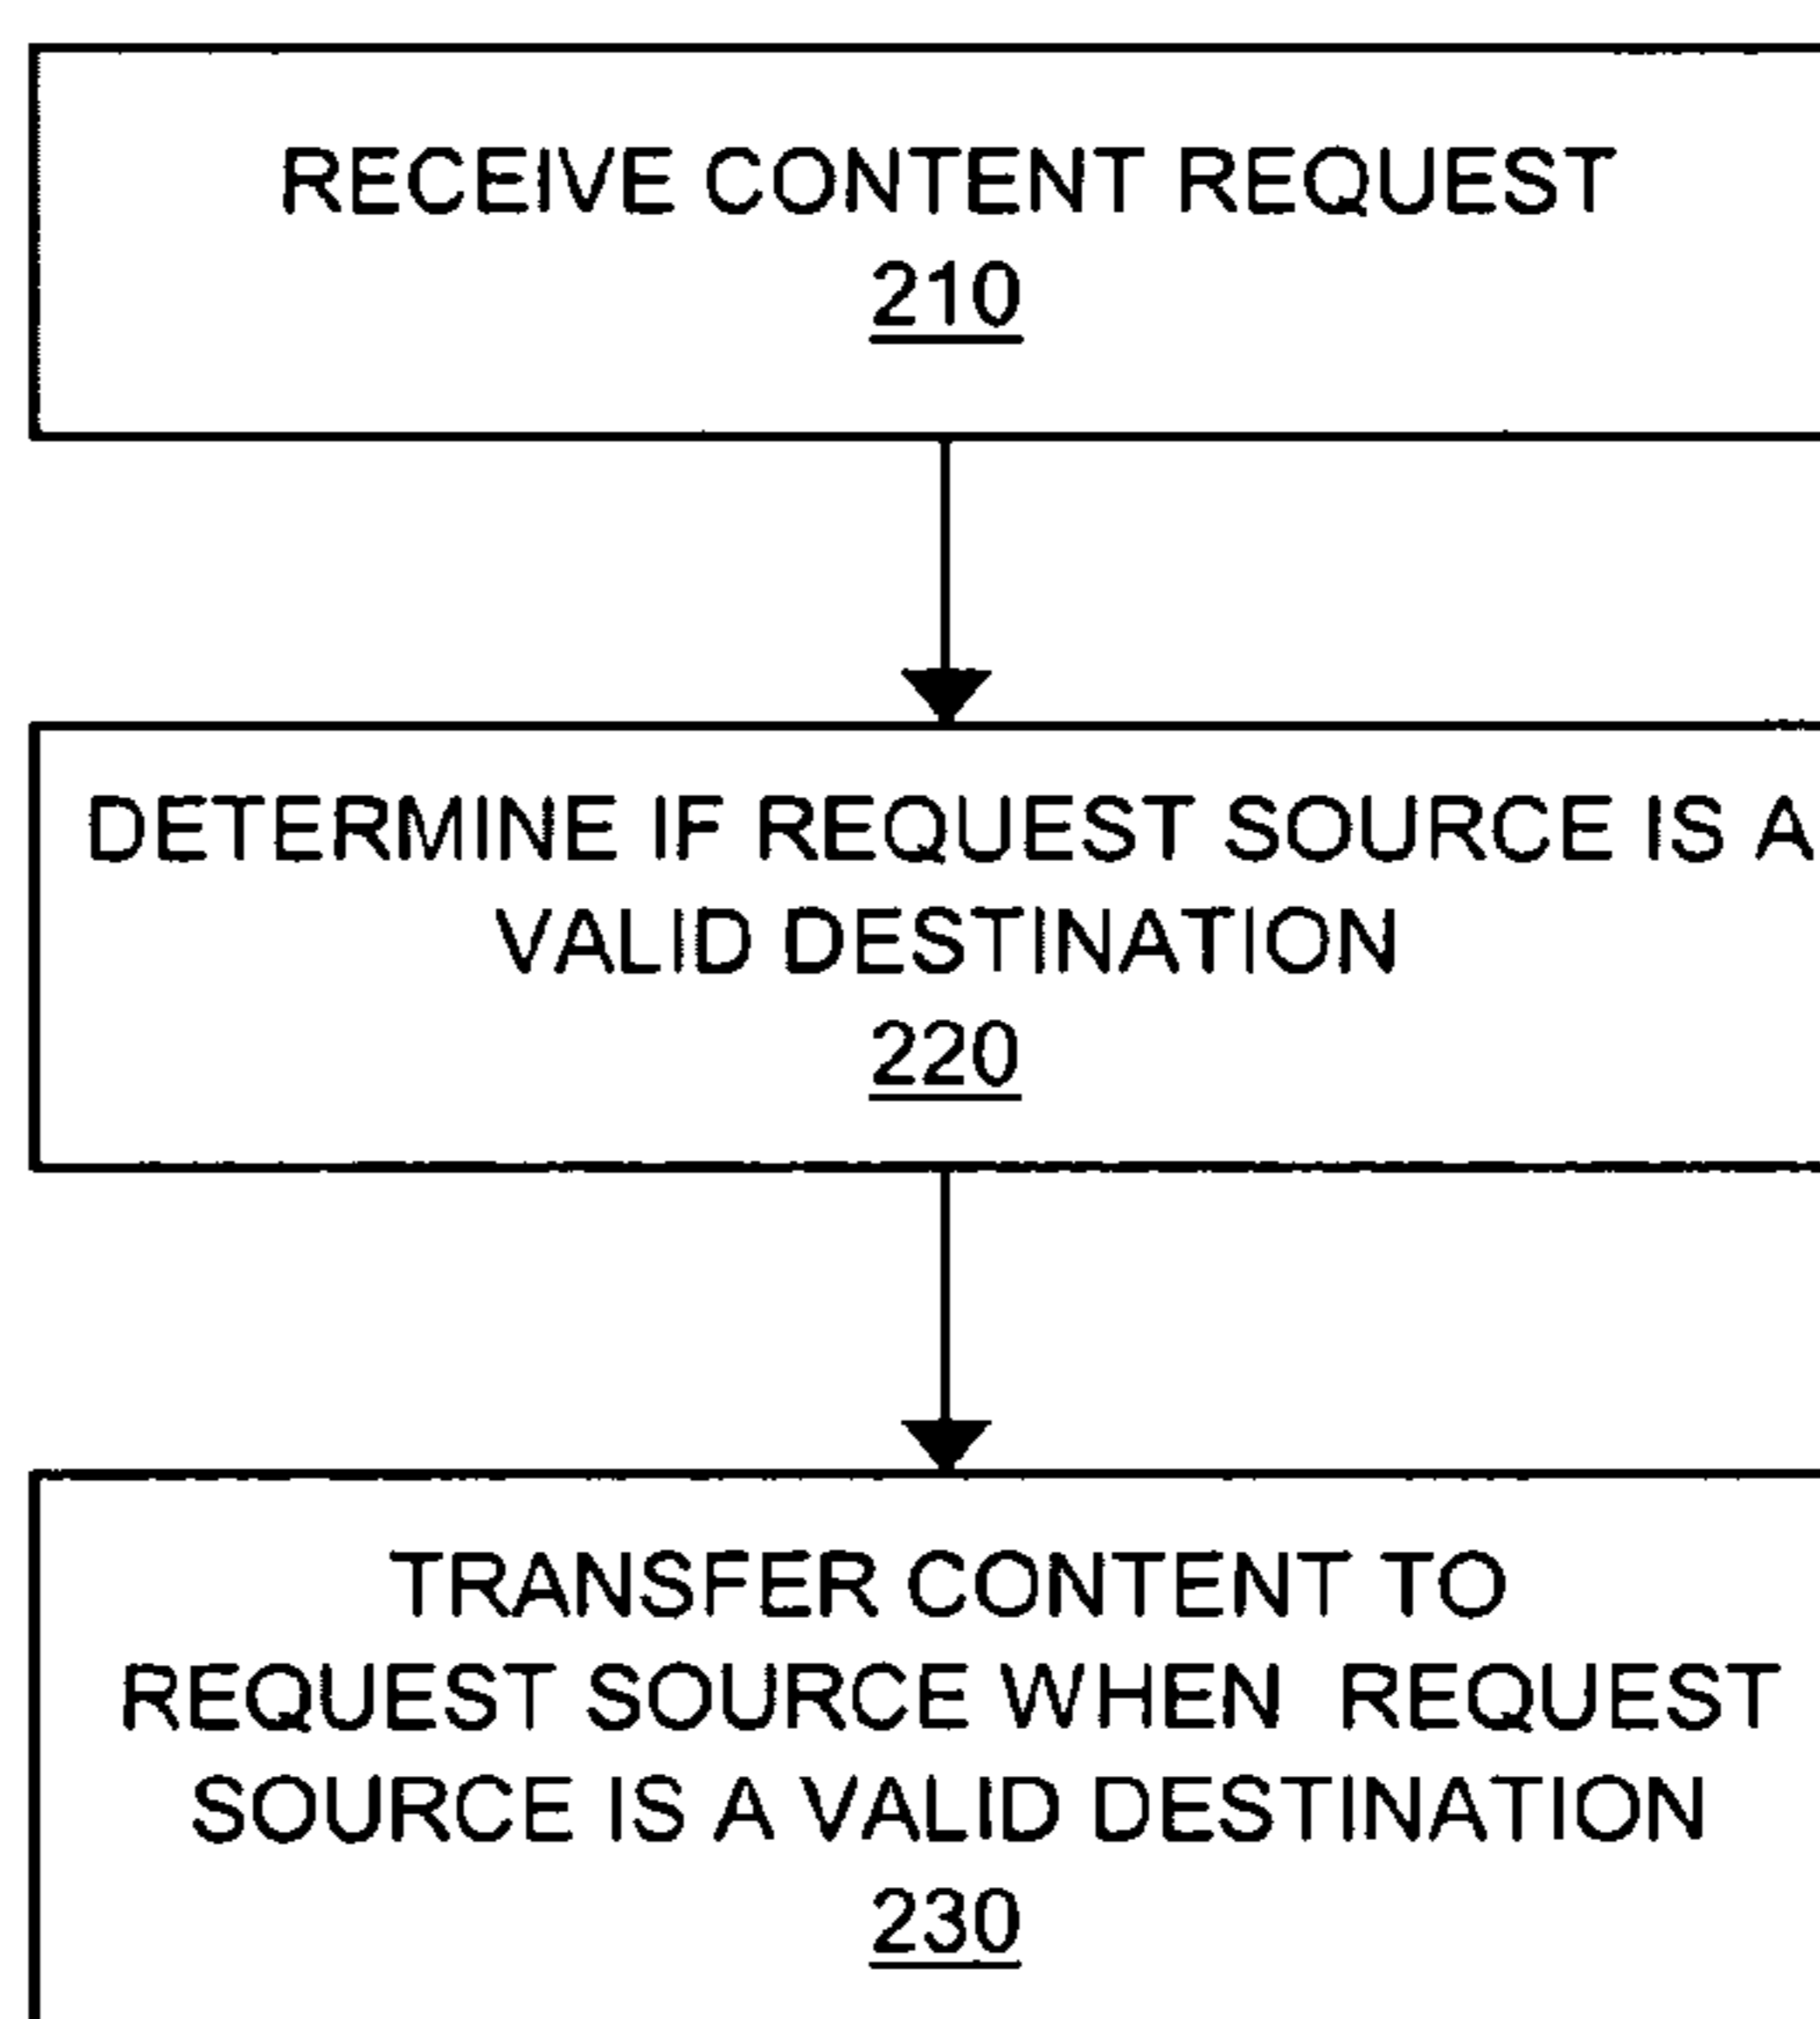 RECEIVE CONTENT REQUEST
210
DETERMINE IF REQUEST SOURCE IS A
VALID DESTINATION
220
TRANSFER CONTENT TO
REQUEST SOURCE WHEN REQUEST
SOURCE IS A VALID DESTINATION
230